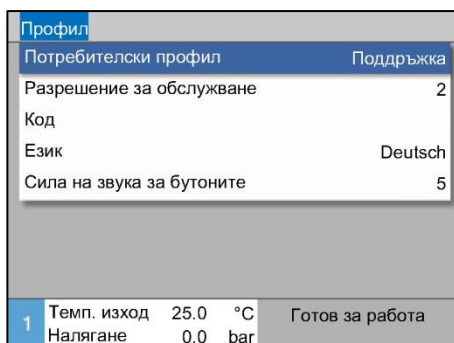 Профил
Потребителски профил Поддръжка
Разрешение за обслужване 2
Код
Език Deutsch
Сила на звука за бутоните 5
1 Темп. изход 25.0 °C Готов за работа
Налягане 0.0 bar